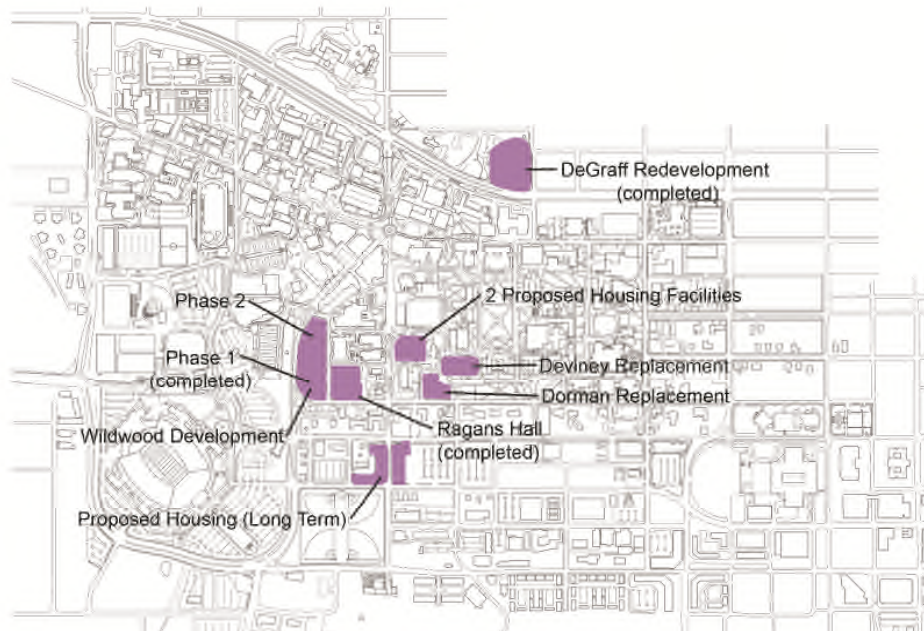 DeGraff Redevelopment
(completed)
Phase 2
2 Proposed Housing Facilities
Phase 1
(completed)
Deviney Replacement
Dorman Replacement
Wildwood Development
Ragans Hall
(completed)
Proposed Housing (Long Term)